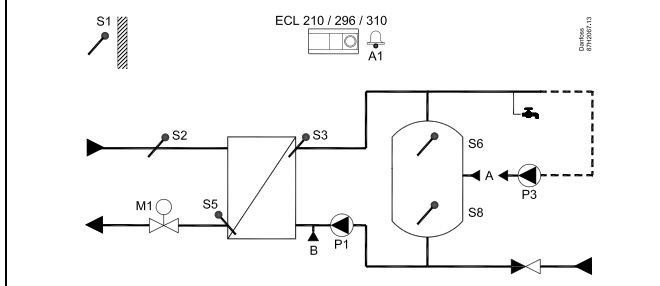 S1
ECL 210 / 296 / 310
A1
Danfoss
87H2067.13
S2
S3
S6
A
P3
M1
S5
S8
B
P1